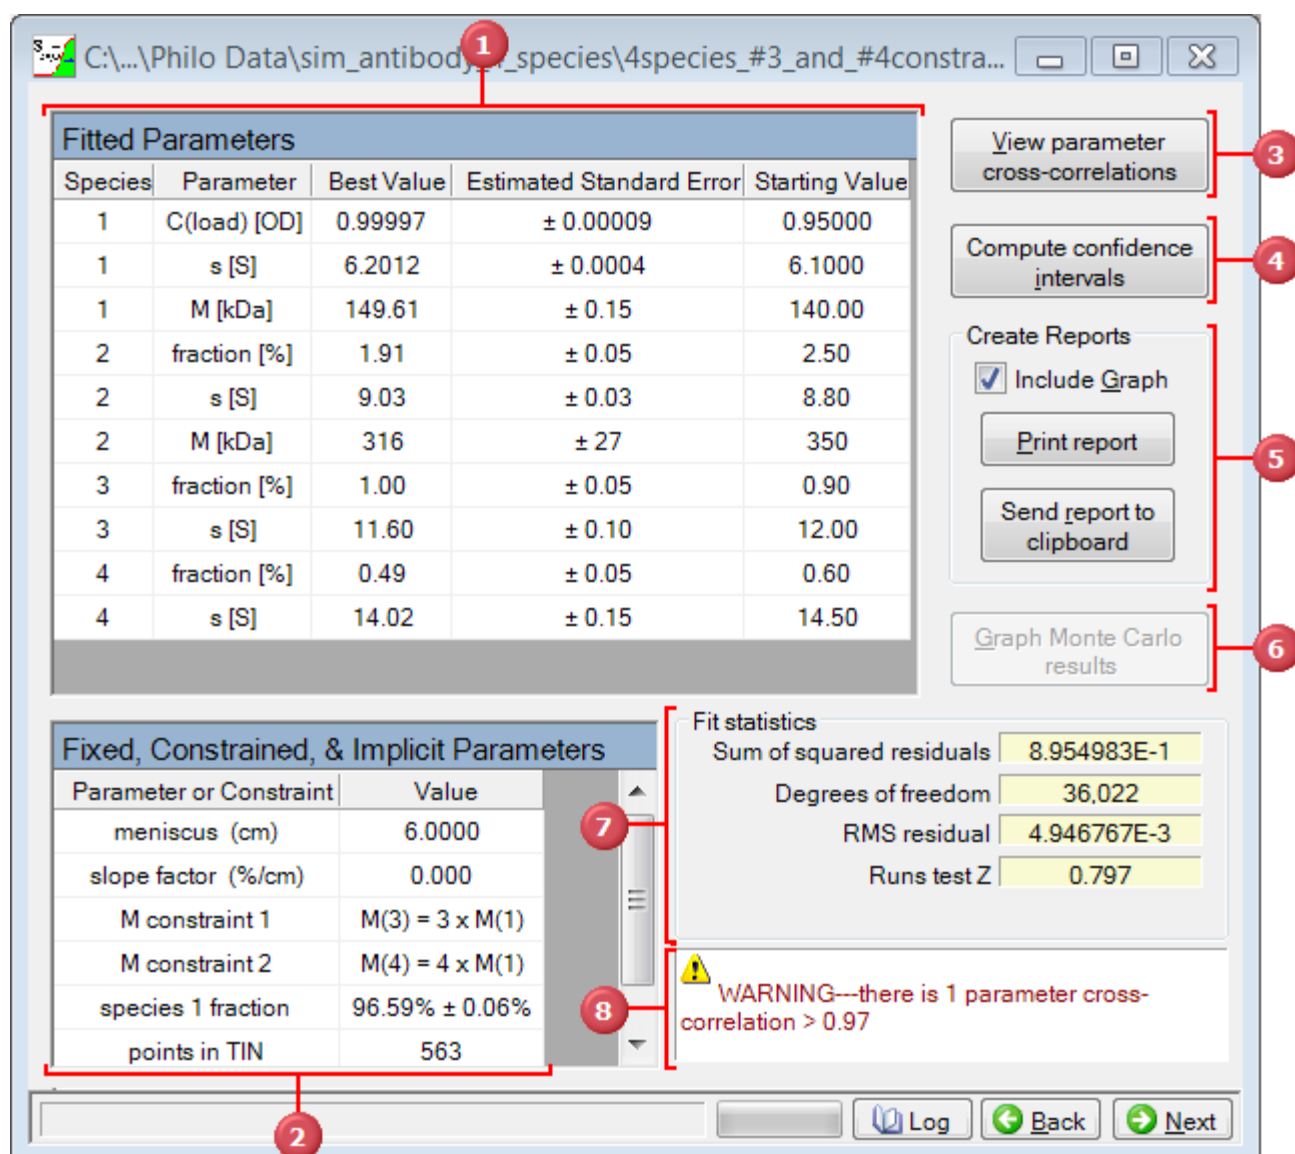 C:\...\Philo Data\sim_antibody_ _species\4species_#3_and_#4constra...
1
Fitted Parameters
Species Parameter Best Value Estimated Standard Error Starting Value
1 C(load) [OD] 0.99997 ± 0.00009 0.95000
1 s [S] 6.2012 ± 0.0004 6.1000
1 M [kDa] 149.61 ± 0.15 140.00
2 fraction [%] 1.91 ± 0.05 2.50
2 s [S] 9.03 ± 0.03 8.80
2 M [kDa] 316 ± 27 350
3 fraction [%] 1.00 ± 0.05 0.90
3 s [S] 11.60 ± 0.10 12.00
4 fraction [%] 0.49 ± 0.05 0.60
4 s [S] 14.02 ± 0.15 14.50
View parameter
cross-correlations
3
Compute confidence
intervals
4
Create Reports
Include Graph
Print report
Send report to
clipboard
5
Graph Monte Carlo
results
6
Fixed, Constrained, & Implicit Parameters
Parameter or Constraint Value
meniscus (cm) 6.0000
slope factor (%/cm) 0.000
M constraint 1 M(3) = 3 x M(1)
M constraint 2 M(4) = 4 x M(1)
species 1 fraction 96.59% ± 0.06%
points in TIN 563
2
Fit statistics
Sum of squared residuals 8.954983E-1
Degrees of freedom 36,022
RMS residual 4.946767E-3
Runs test Z 0.797
7
WARNING---there is 1 parameter cross-
correlation > 0.97
8
Log
Back
Next